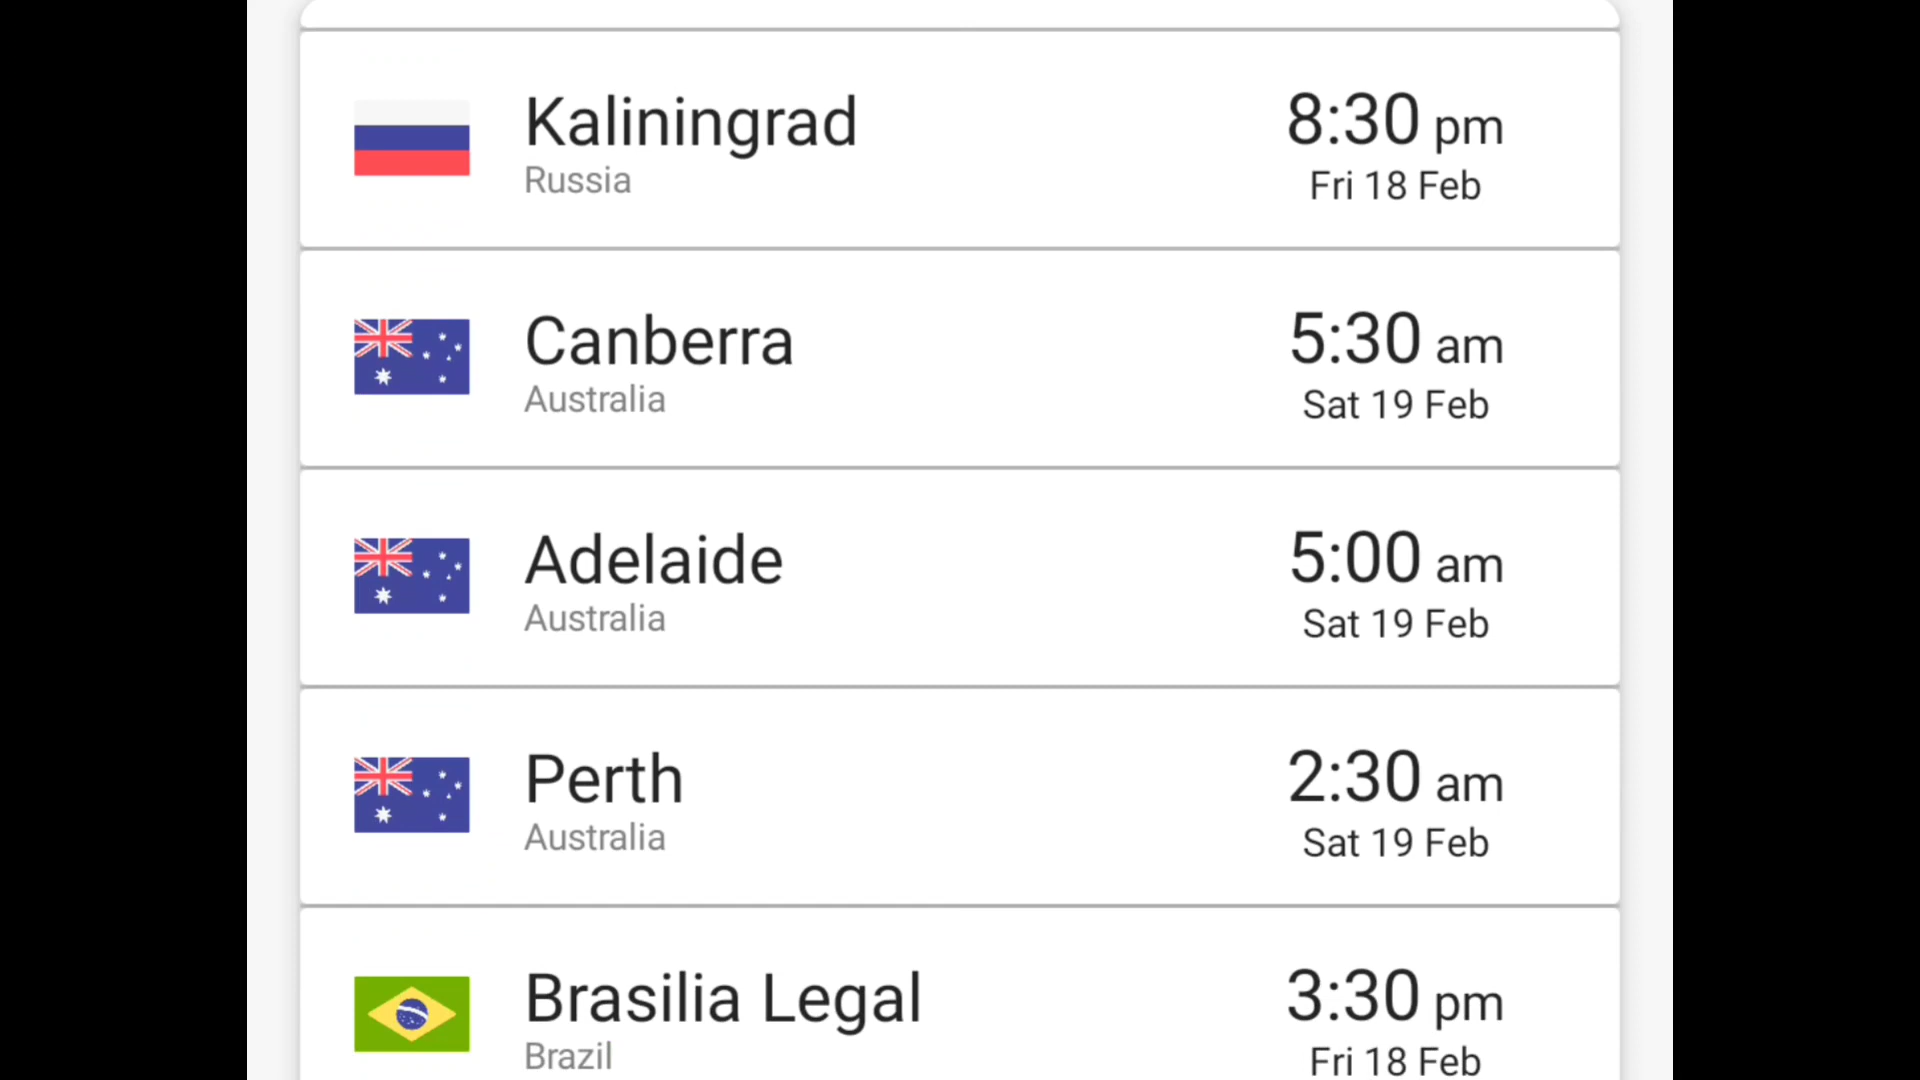 Kaliningrad 8:30 pm
Russia Fri 18 Feb
Canberra 5:30 am
Australia Sat 19 Feb
Adelaide 5:00 am
Australia Sat 19 Feb
Perth 2:30 am
Australia Sat 19 Feb
Brasilia Legal 3:30 pm
Brazil Fri 18 Feb